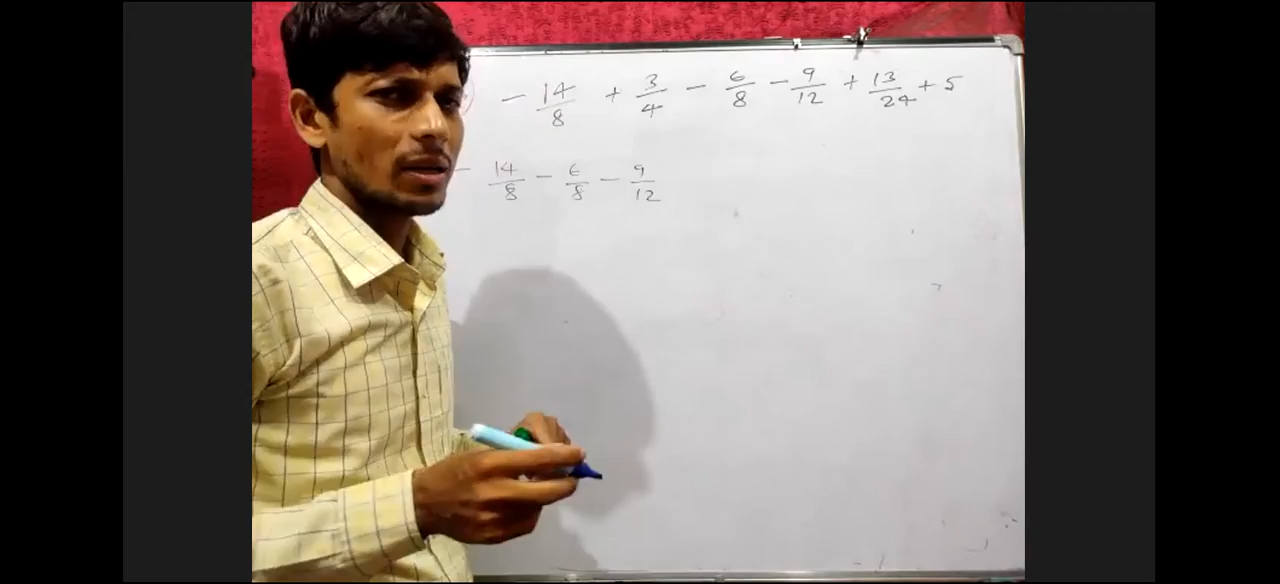 - 14/8 + 3/4 - 6/8 - 9/12 + 13/24 + 5
- 14/8 - 6/8 - 9/12